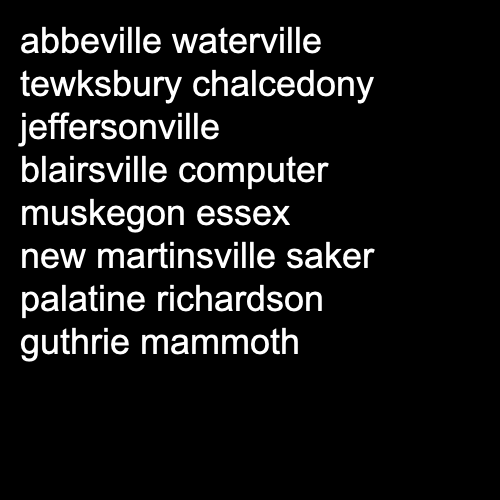 abbeville waterville
tewksbury chalcedony
jeffersonville
blairsville computer
muskegon essex
new martinsville saker
palatine richardson
guthrie mammoth